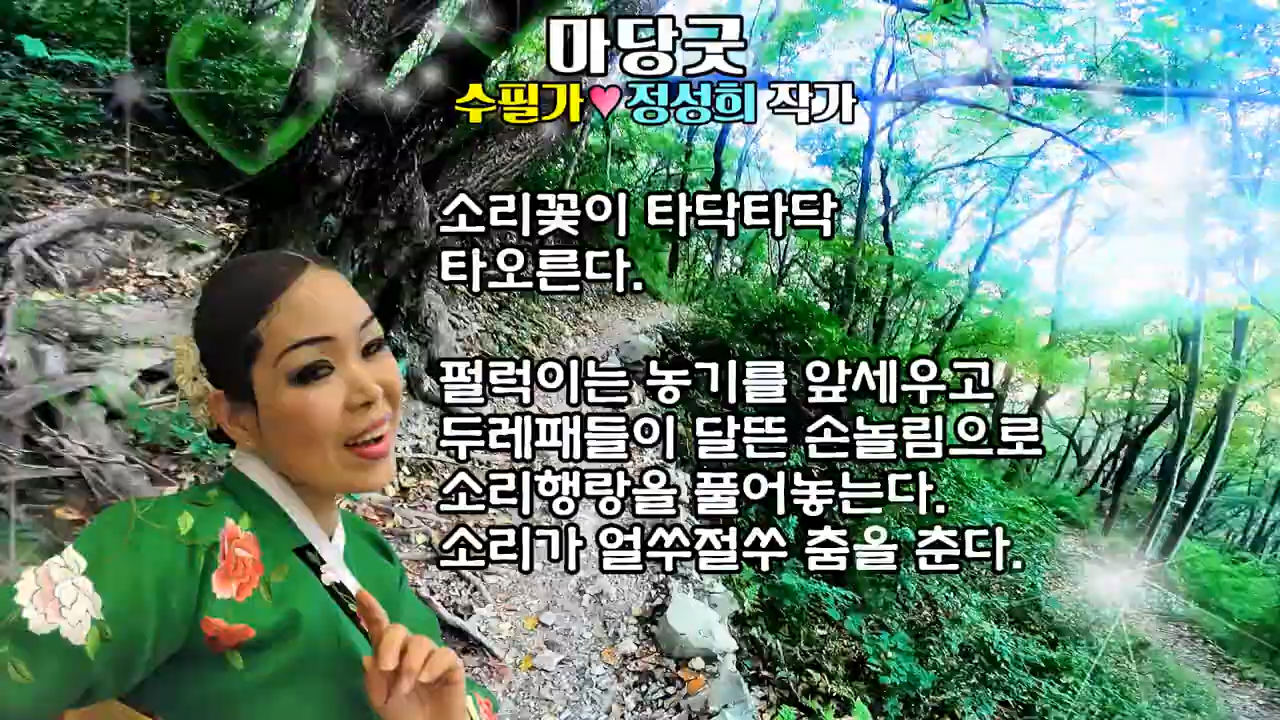 마당굿
수필가♥정성희 작가
소리꽃이 타닥타닥
타오른다.
펄럭이는 농기를 앞세우고
두레패들이 달뜬 손놀림으로
소리행랑을 풀어놓는다.
소리가 얼쑤절쑤 춤을 춘다.